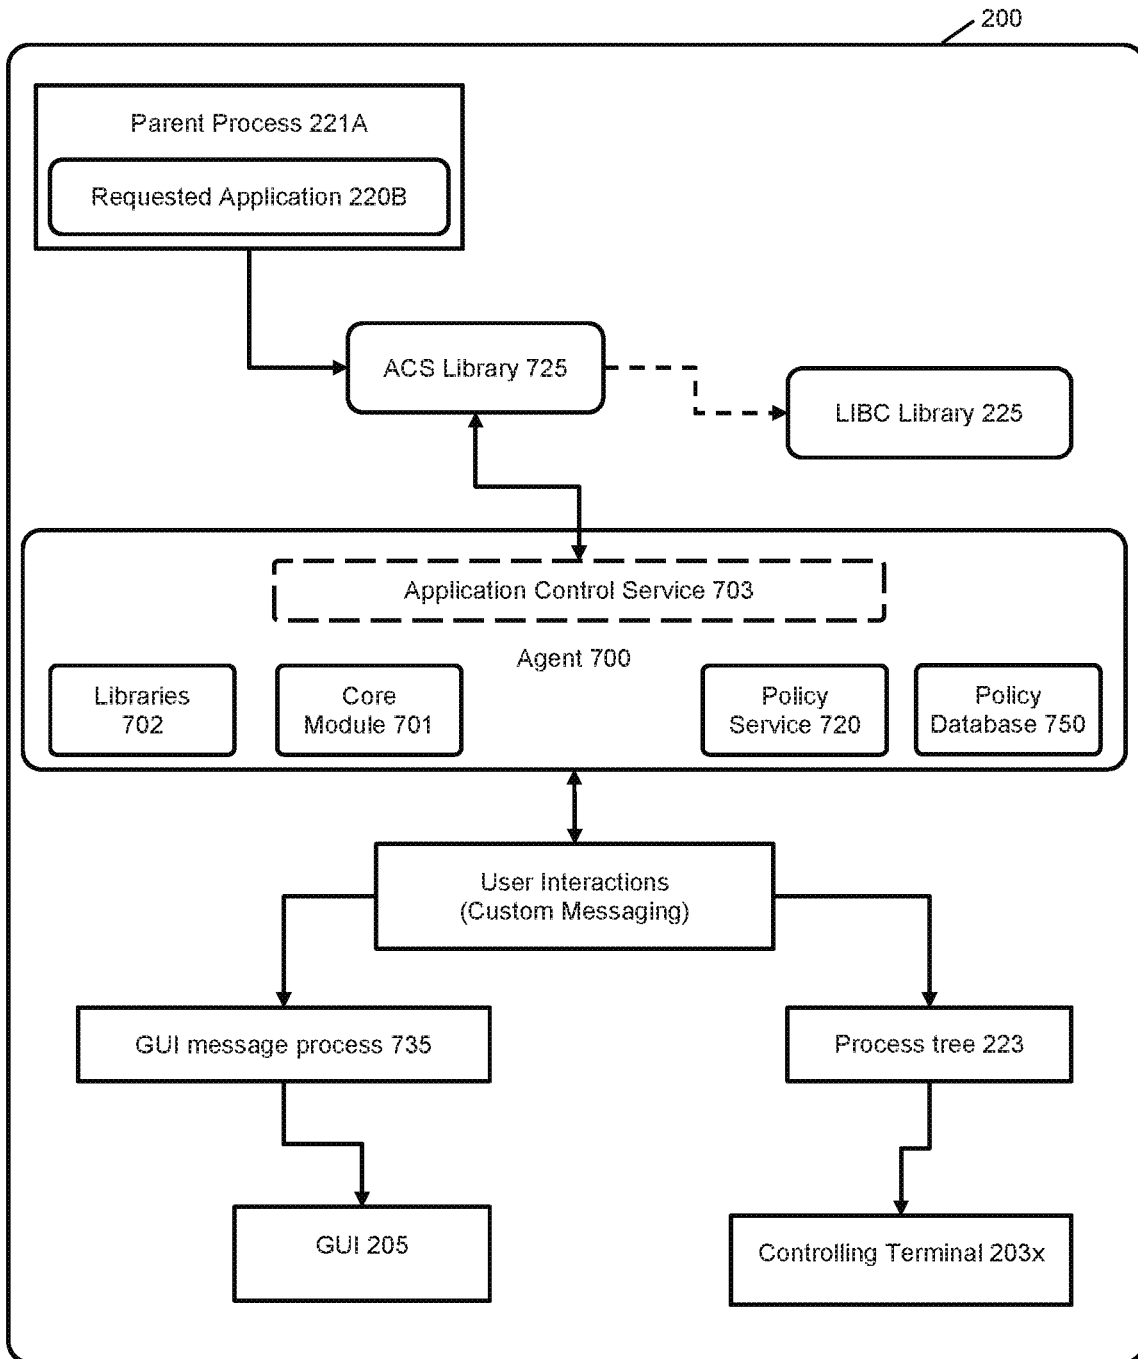 200
Parent Process 221A
Requested Application 220B
ACS Library 725
LIBC Library 225
Application Control Service 703
Agent 700
Libraries
702
Core
Module 701
Policy
Service 720
Policy
Database 750
User Interactions
(Custom Messaging)
GUI message process 735
Process tree 223
GUI 205
Controlling Terminal 203x